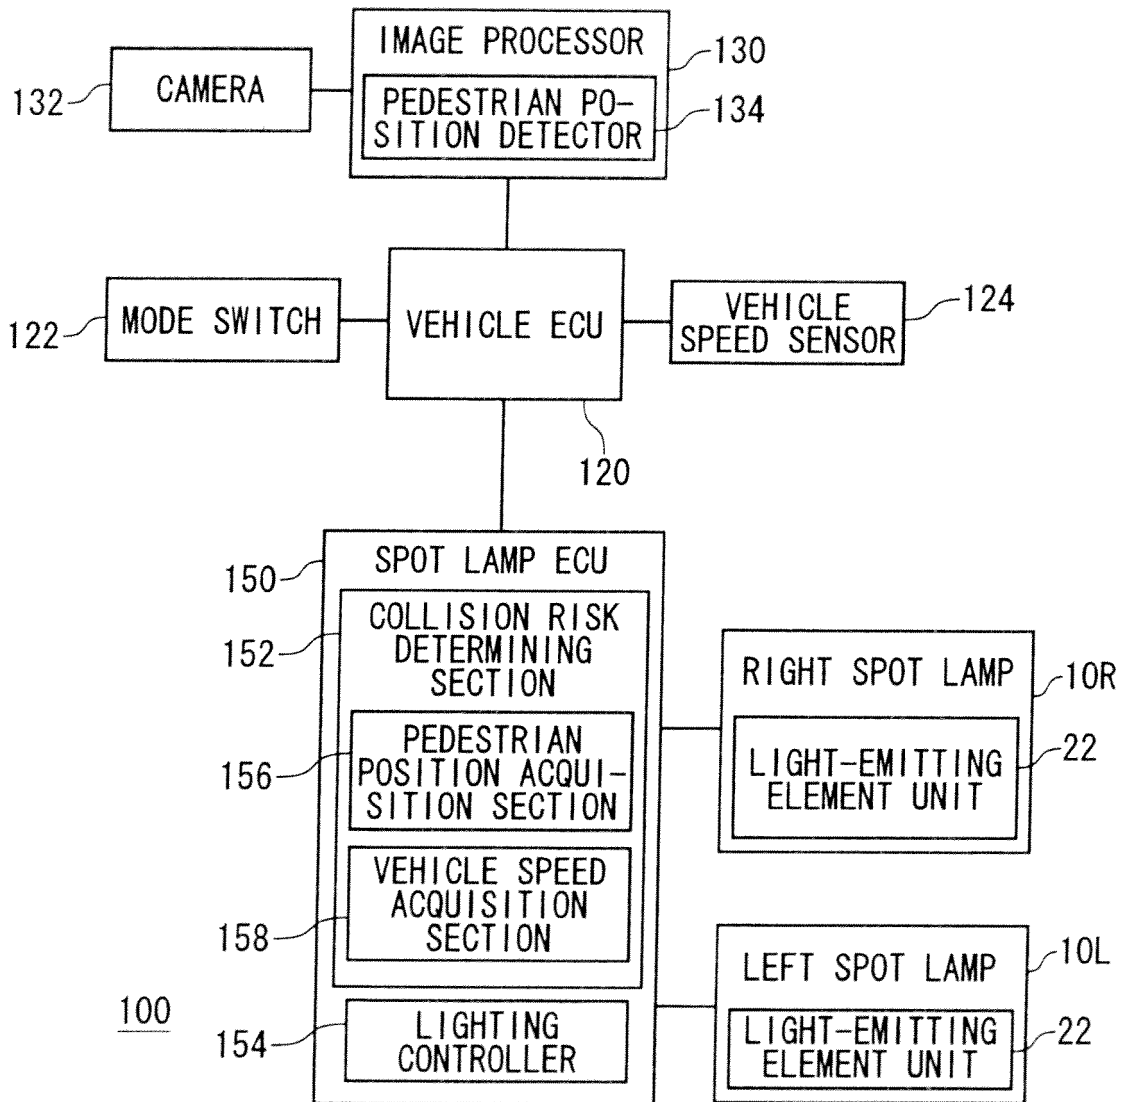 IMAGE PROCESSOR
130
CAMERA
132
PEDESTRIAN PO-
SITION DETECTOR
134
MODE SWITCH
122
VEHICLE ECU
120
VEHICLE
SPEED SENSOR
124
SPOT LAMP ECU
150
COLLISION RISK
DETERMINING
SECTION
152
PEDESTRIAN
POSITION ACQUI-
SITION SECTION
156
VEHICLE SPEED
ACQUISITION
SECTION
158
LIGHTING
CONTROLLER
154
RIGHT SPOT LAMP
10R
LIGHT-EMITTING
ELEMENT UNIT
22
LEFT SPOT LAMP
10L
LIGHT-EMITTING
ELEMENT UNIT
22
100